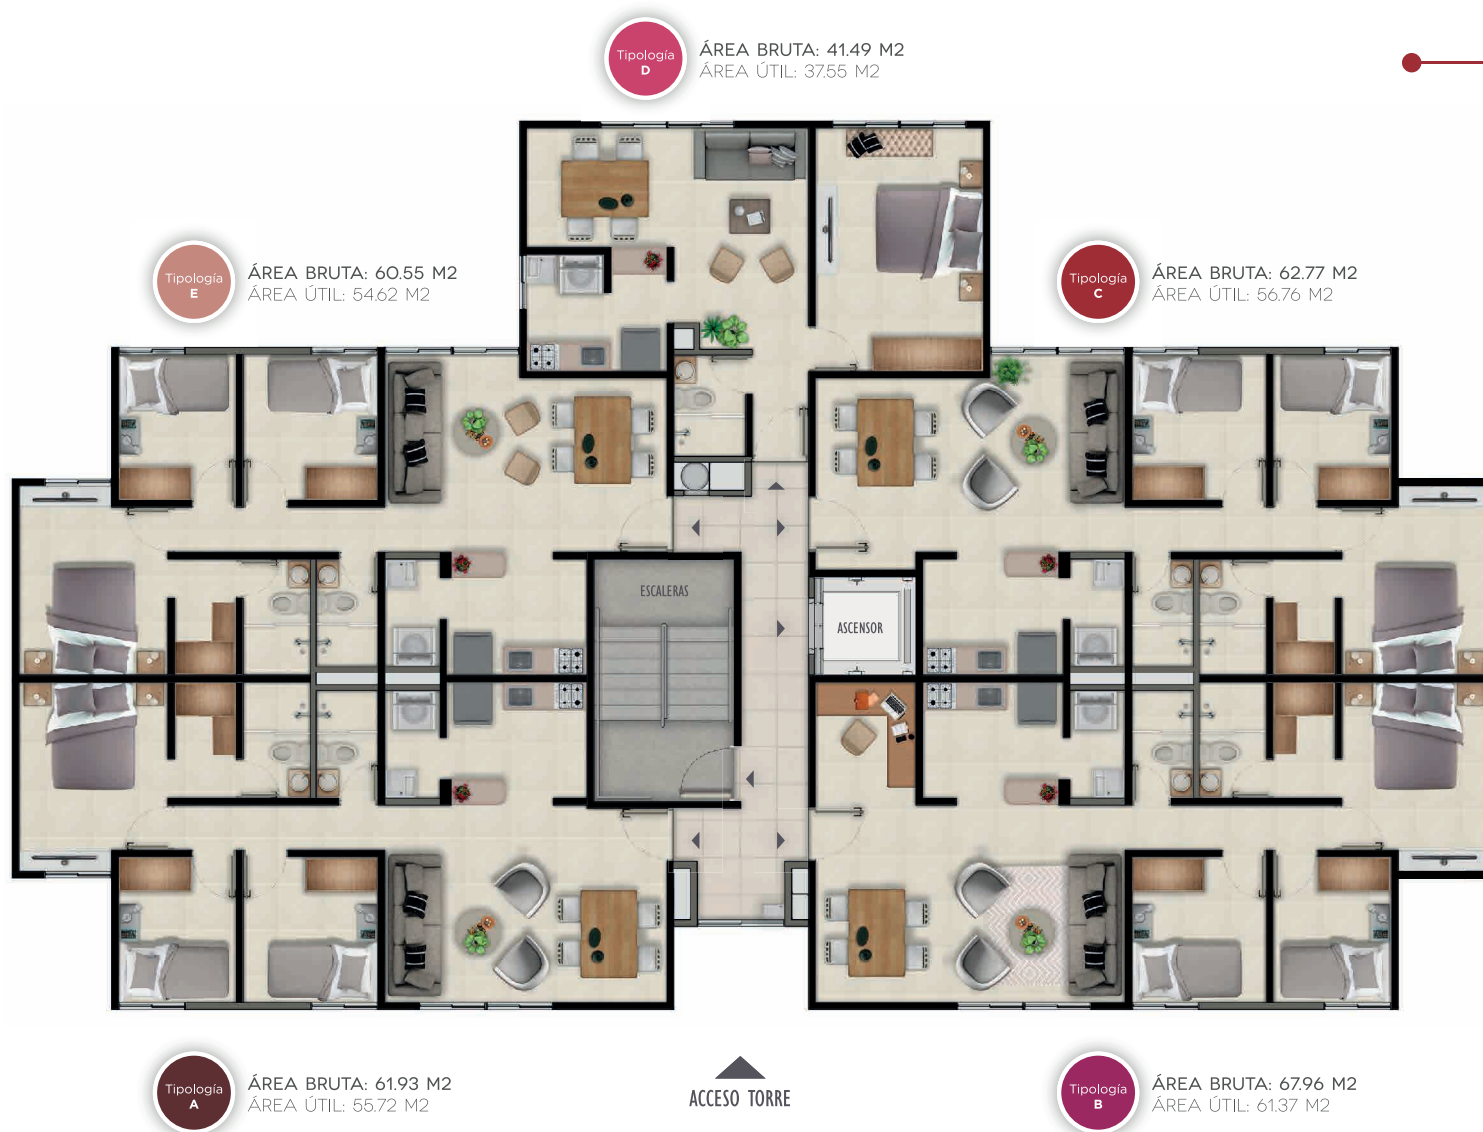 Tipología
D
ÁREA BRUTA: 41.49 M2
ÁREA ÚTIL: 37.55 M2
Tipología
E
ÁREA BRUTA: 60.55 M2
ÁREA ÚTIL: 54.62 M2
Tipología
C
ÁREA BRUTA: 62.77 M2
ÁREA ÚTIL: 56.76 M2
ESCALERAS
ASCENSOR
Tipología
A
ÁREA BRUTA: 61.93 M2
ÁREA ÚTIL: 55.72 M2
ACCESO TORRE
Tipología
B
ÁREA BRUTA: 67.96 M2
ÁREA ÚTIL: 61.37 M2